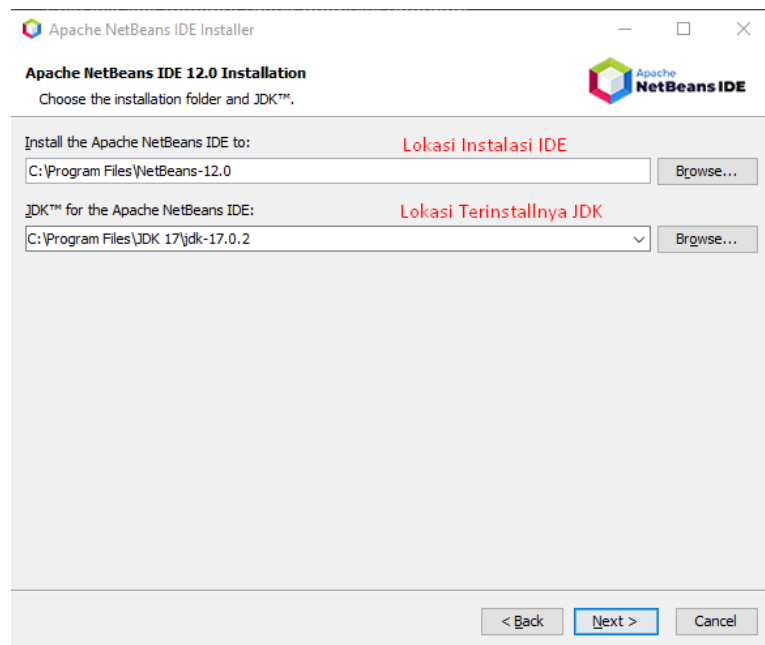 Apache NetBeans IDE Installer
Apache NetBeans IDE 12.0 Installation
Choose the installation folder and JDK™.
Apache
NetBeans IDE
Install the Apache NetBeans IDE to:
Lokasi Instalasi IDE
C:\Program Files\NetBeans-12.0
Browse...
JDK™ for the Apache NetBeans IDE:
Lokasi Terinstallnya JDK
C:\Program Files\JDK 17\jdk-17.0.2
Browse...
< Back
Next >
Cancel